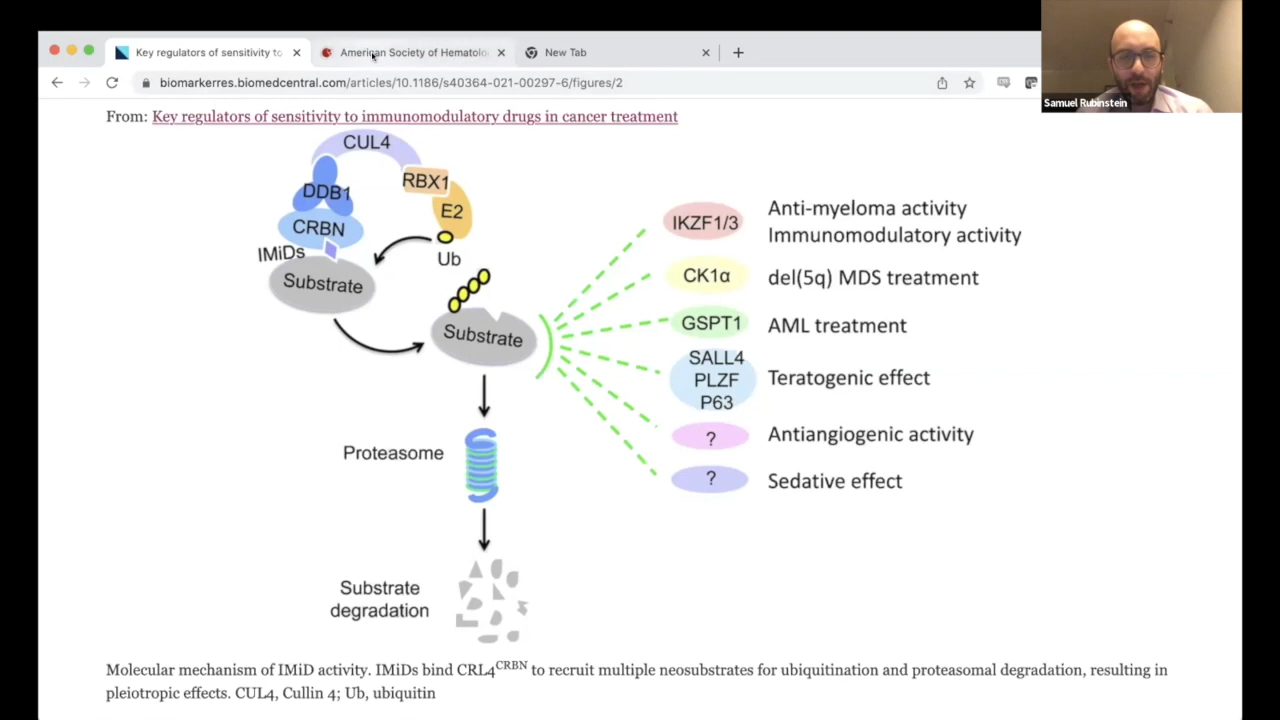 Key regulators of sensitivity to
American Society of Hematolo
New Tab
biomarkerres.biomedcentral.com/articles/10.1186/s40364-021-00297-6/figures/2
Samuel Rubinstein
From: Key regulators of sensitivity to immunomodulatory drugs in cancer treatment
CUL4
DDB1
RBX1
CRBN
E2
IMiDs
Ub
Substrate
Substrate
Proteasome
Substrate
degradation
IKZF1/3
Anti-myeloma activity
Immunomodulatory activity
CK1α
del(5q) MDS treatment
GSPT1
AML treatment
SALL4
PLZF
P63
Teratogenic effect
?
Antiangiogenic activity
?
Sedative effect
Molecular mechanism of IMiD activity. IMiDs bind CRL4CRBN to recruit multiple neosubstrates for ubiquitination and proteasomal degradation, resulting in
pleiotropic effects. CUL4, Cullin 4; Ub, ubiquitin